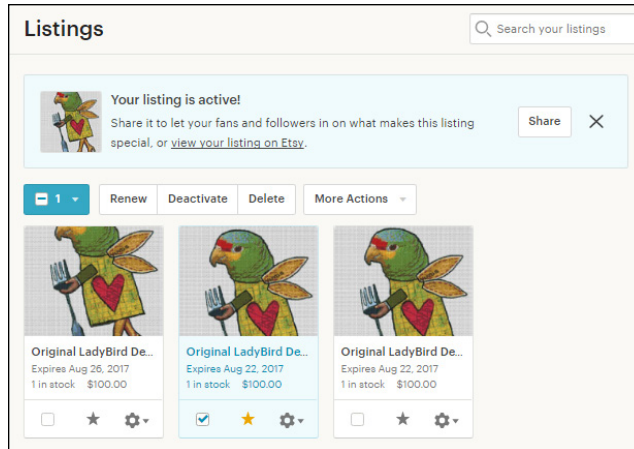 Listings
Search your listings
Your listing is active!
Share it to let your fans and followers in on what makes this listing
special, or view your listing on Etsy.
Share
1
Renew Deactivate Delete More Actions
Original LadyBird De... Original LadyBird De... Original LadyBird De...
Expires Aug 26, 2017 Expires Aug 22, 2017 Expires Aug 22, 2017
1 in stock $100.00 1 in stock $100.00 1 in stock $100.00